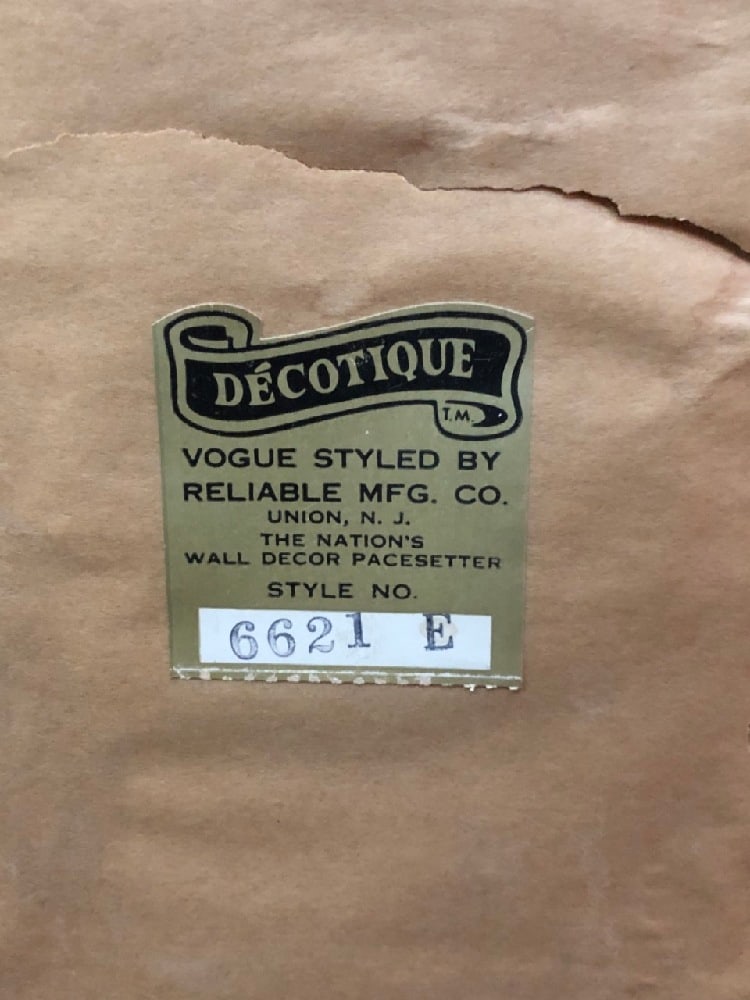 DÉCOTIQUE
T.M.
VOGUE STYLED BY
RELIABLE MFG. CO.
UNION, N. J.
THE NATION'S
WALL DECOR PACESETTER
STYLE NO.
6621 E